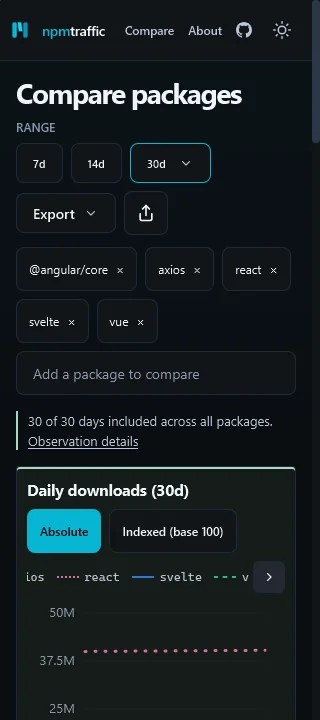 npmtraffic Compare About
Compare packages
RANGE
7d 14d 30d
Export
@angular/core × axios × react ×
svelte × vue ×
Add a package to compare
30 of 30 days included across all packages.
Observation details
Daily downloads (30d)
Absolute Indexed (base 100)
ios react svelte v
50M
37.5M
25M